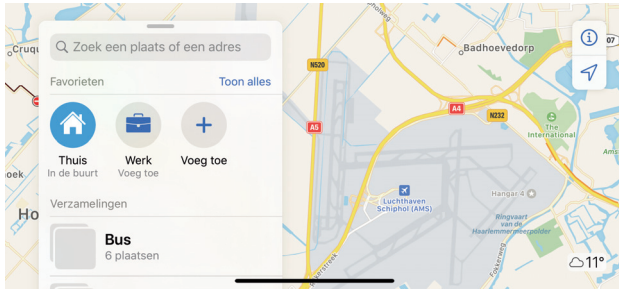 Zoek een plaats of een adres
Favorieten
Toon alles
Thuis
In de buurt
Werk
Voeg toe
Voeg toe
Verzamelingen
Bus
6 plaatsen
Badhoevedorp
N520
A5
A4
N232
The
International
Luchthaven
Schiphol (AMS)
Hangar 4
Ringvaart
van de
Haarlemmermeerpolder
Fokkerweg
11°